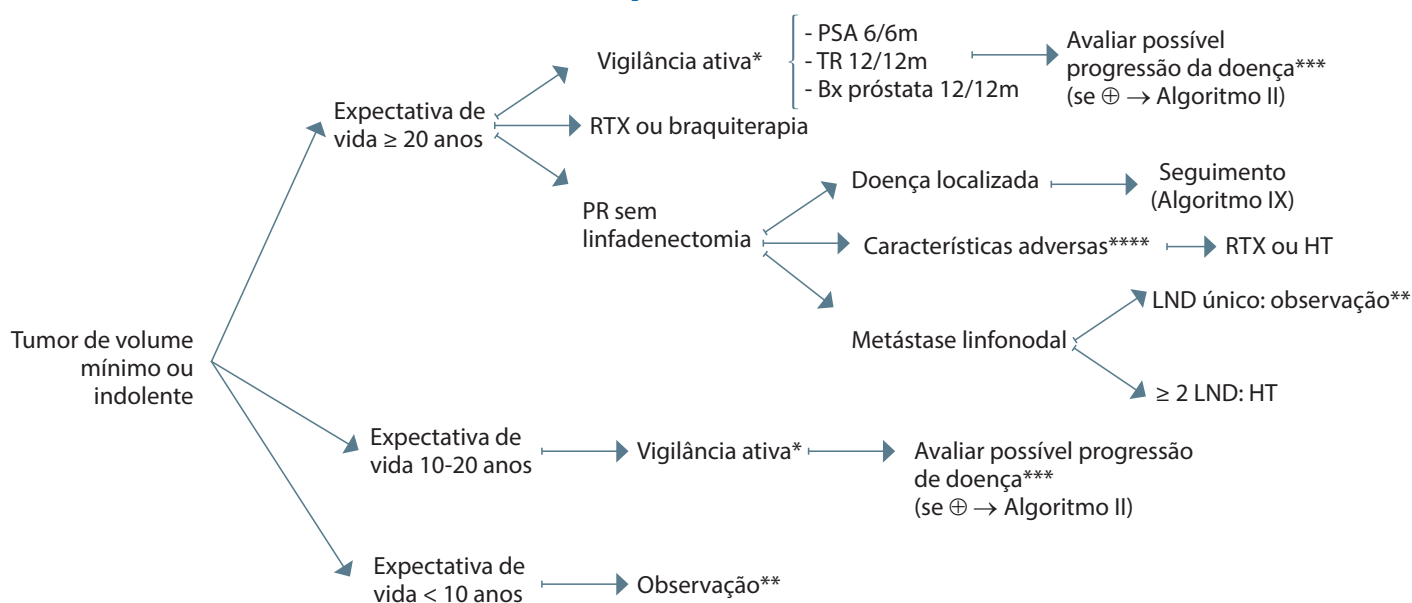 Tumor de volume
mínimo ou
indolente
Expectativa de
vida ≥ 20 anos
Vigilância ativa*
- PSA 6/6m
- TR 12/12m
- Bx próstata 12/12m
Avaliar possível
progressão da doença***
(se ⊕ → Algoritmo II)
RTX ou braquiterapia
PR sem
linfadenectomia
Doença localizada
Seguimento
(Algoritmo IX)
Características adversas****
RTX ou HT
Metástase linfonodal
LND único: observação**
≥ 2 LND: HT
Expectativa de
vida 10-20 anos
Vigilância ativa*
Avaliar possível progressão
de doença***
(se ⊕ → Algoritmo II)
Expectativa de
vida < 10 anos
Observação**